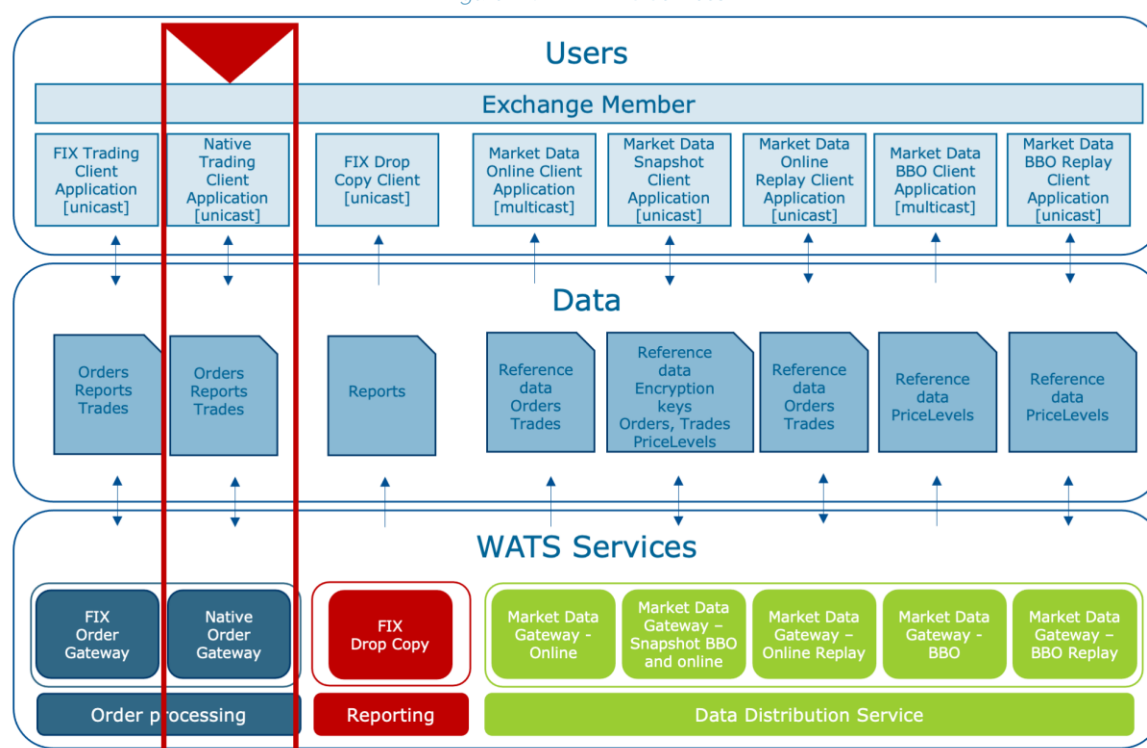 Users
Exchange Member
FIX Trading
Client
Application
[unicast]
Native
Trading
Client
Application
[unicast]
FIX Drop
Copy Client
[unicast]
Market Data
Online Client
Application
[multicast]
Market Data
Snapshot
Client
Application
[unicast]
Market Data
Online
Replay Client
Application
[unicast]
Market Data
BBO Client
Application
[multicast]
Market Data
BBO Replay
Client
Application
[unicast]
Data
Orders
Reports
Trades
Orders
Reports
Trades
Reports
Reference
data
Orders
Trades
Reference
data
Encryption
keys
Orders, Trades
PriceLevels
Reference
data
Orders
Trades
Reference
data
PriceLevels
Reference
data
PriceLevels
WATS Services
FIX
Order
Gateway
Native
Order
Gateway
FIX
Drop Copy
Market Data
Gateway -
Online
Market Data
Gateway –
Snapshot BBO
and online
Market Data
Gateway –
Online Replay
Market Data
Gateway -
BBO
Market Data
Gateway –
BBO Replay
Order processing
Reporting
Data Distribution Service